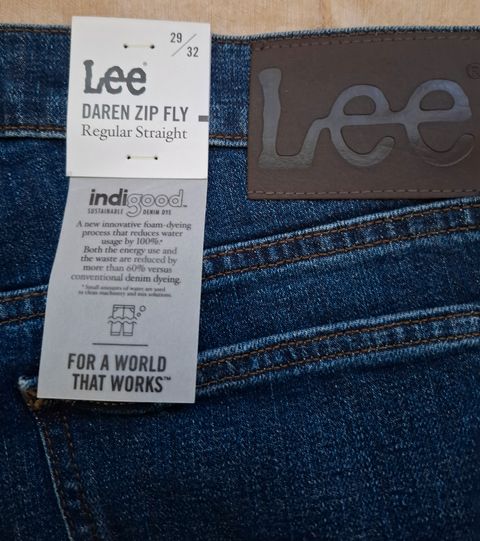 29
/
32
Lee®
DAREN ZIP FLY
Regular Straight
Lee®
indigood™
SUSTAINABLE DENIM DYE
A new innovative foam-dyeing
process that reduces water
usage by 100%.*
Both the energy use and
the waste are reduced by
more than 60% versus
conventional denim dyeing.
* Small amounts of water are used
to clean machinery and mix solutions.
FOR A WORLD
THAT WORKS™